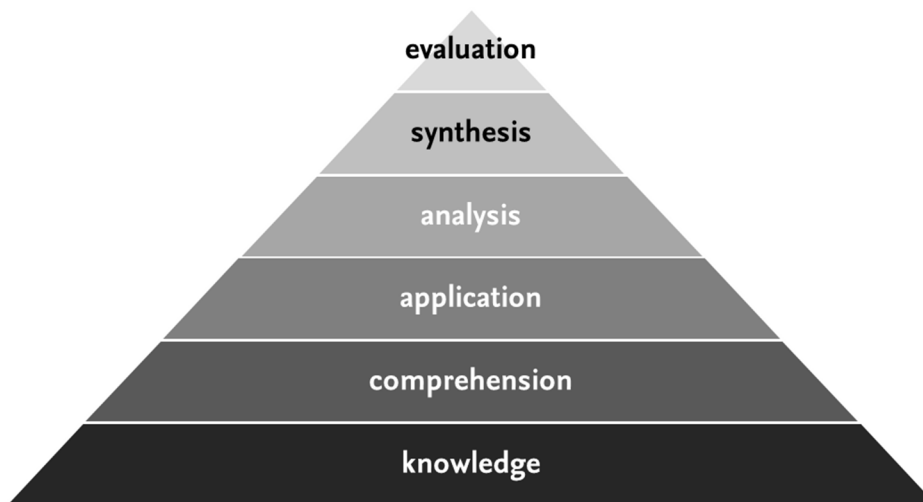 evaluation
synthesis
analysis
application
comprehension
knowledge